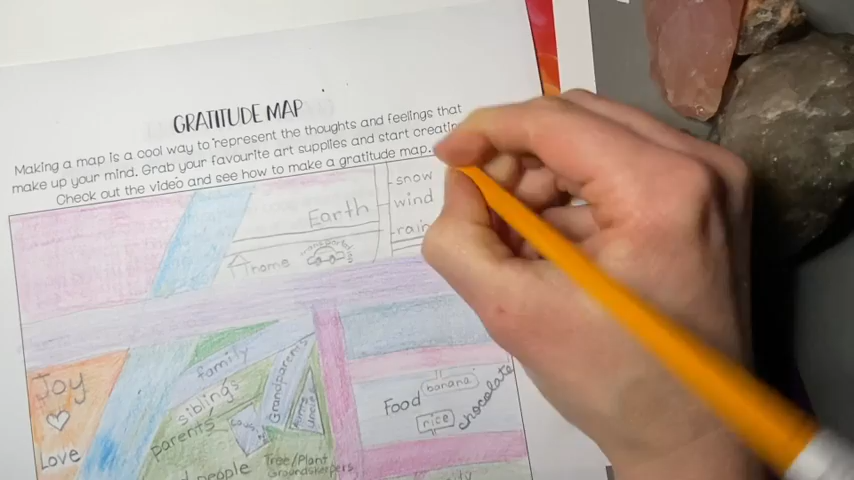 GRATITUDE MAP
Making a map is a cool way to represent the thoughts and feelings that
make up your mind. Grab your favourite art supplies and start
Check out the video and see how to make a gratitude map.
Earth
snow
wind
rain
home
Joy
Love
family
siblings
parents
Grandparents
people
Tree/Plant
Groundskeepers
Food
banana
rice
chocolate